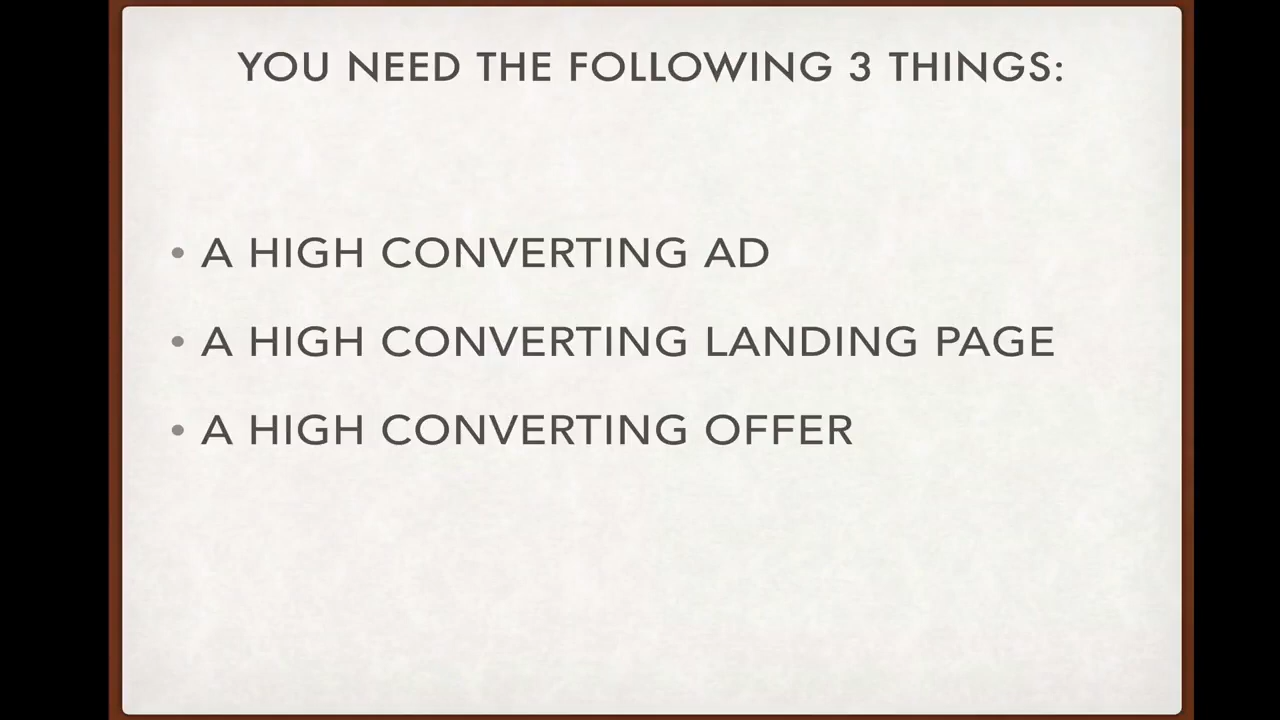 YOU NEED THE FOLLOWING 3 THINGS:
• A HIGH CONVERTING AD
• A HIGH CONVERTING LANDING PAGE
• A HIGH CONVERTING OFFER